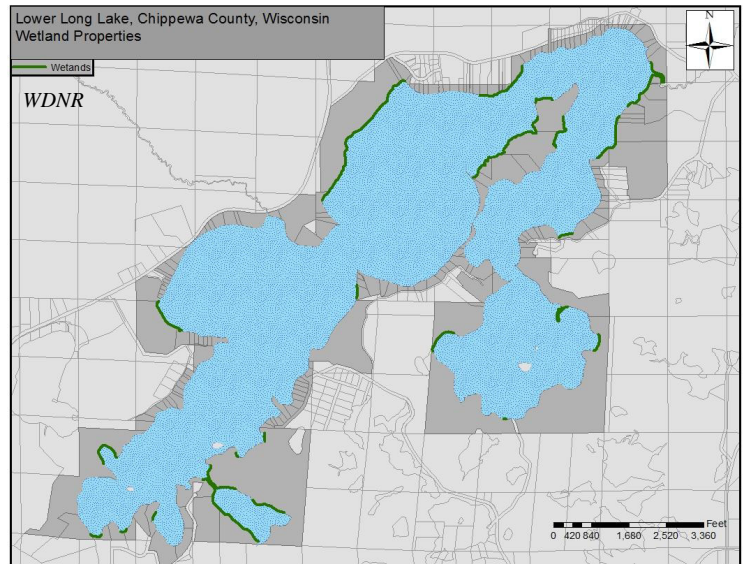 Lower Long Lake, Chippewa County, Wisconsin
Wetland Properties
Wetlands
WDNR
N
Feet
0 420 840 1,680 2,520 3,360